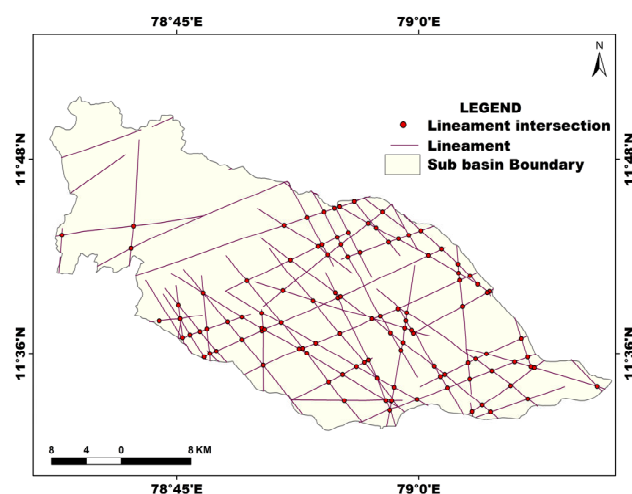 78°45'E 79°0'E
N
LEGEND
Lineament intersection
Lineament
Sub basin Boundary
11°48'N 11°48'N
11°36'N 11°36'N
8 4 0 8 KM
78°45'E 79°0'E